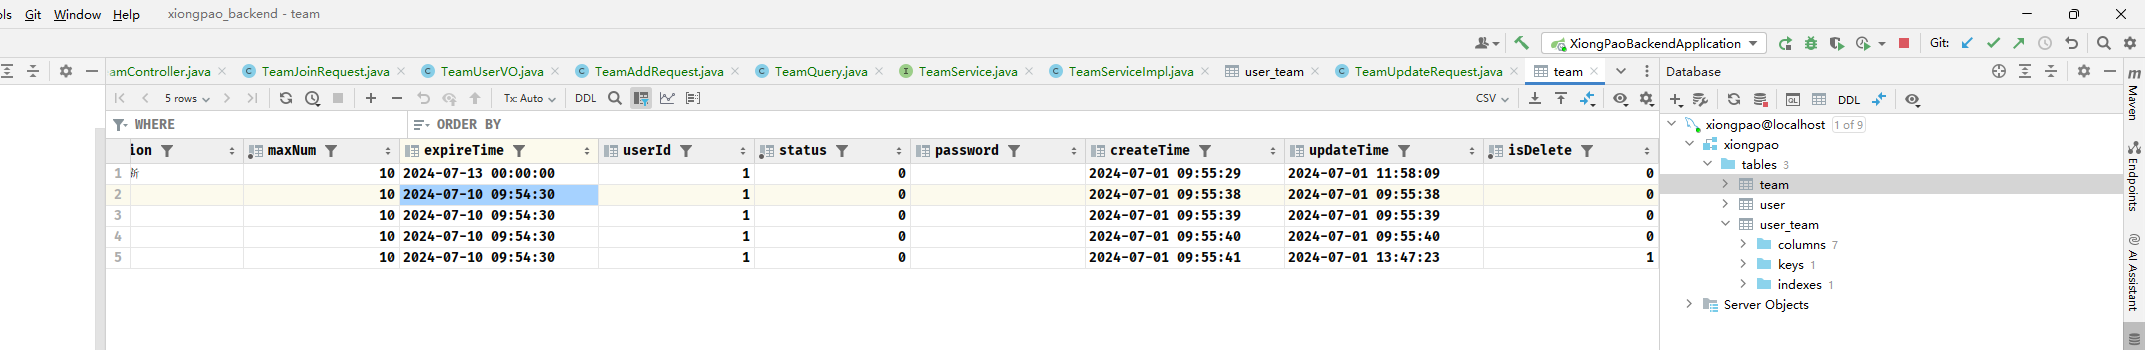 ols Git Window Help xiongpao_backend - team
XiongPaoBackendApplication Git:
amController.java TeamJoinRequest.java TeamUserVO.java TeamAddRequest.java TeamQuery.java TeamService.java TeamServiceImpl.java user_team TeamUpdateRequest.java team Database
5 rows Tx: Auto DDL CSV DDL
WHERE ORDER BY
ion maxNum expireTime userId status password createTime updateTime isDelete
1 新 10 2024-07-13 00:00:00 1 0 2024-07-01 09:55:29 2024-07-01 11:58:09 0
2 10 2024-07-10 09:54:30 1 0 2024-07-01 09:55:38 2024-07-01 09:55:38 0
3 10 2024-07-10 09:54:30 1 0 2024-07-01 09:55:39 2024-07-01 09:55:39 0
4 10 2024-07-10 09:54:30 1 0 2024-07-01 09:55:40 2024-07-01 09:55:40 0
5 10 2024-07-10 09:54:30 1 0 2024-07-01 09:55:41 2024-07-01 13:47:23 1
xiongpao@localhost 1 of 9
xiongpao
tables 3
team
user
user_team
columns 7
keys 1
indexes 1
Server Objects
m Maven
Endpoints
AI Assistant